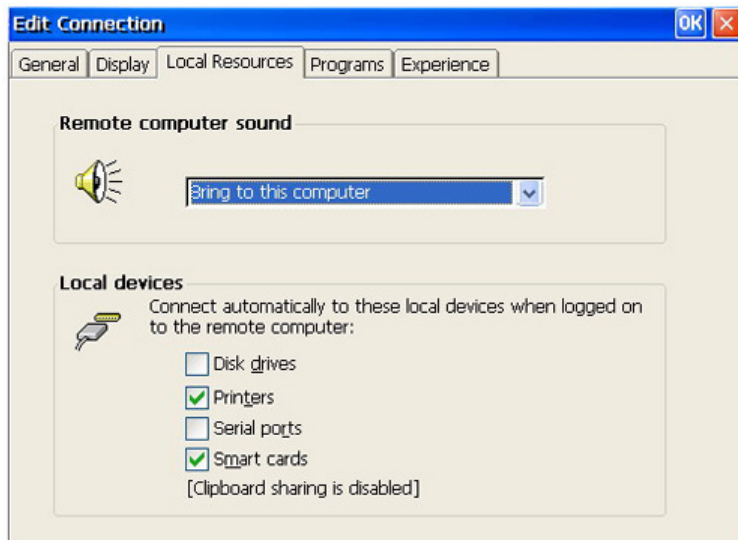 Edit Connection OK
General Display Local Resources Programs Experience
Remote computer sound
Bring to this computer
Local devices
Connect automatically to these local devices when logged on
to the remote computer:
Disk drives
Printers
Serial ports
Smart cards
[Clipboard sharing is disabled]